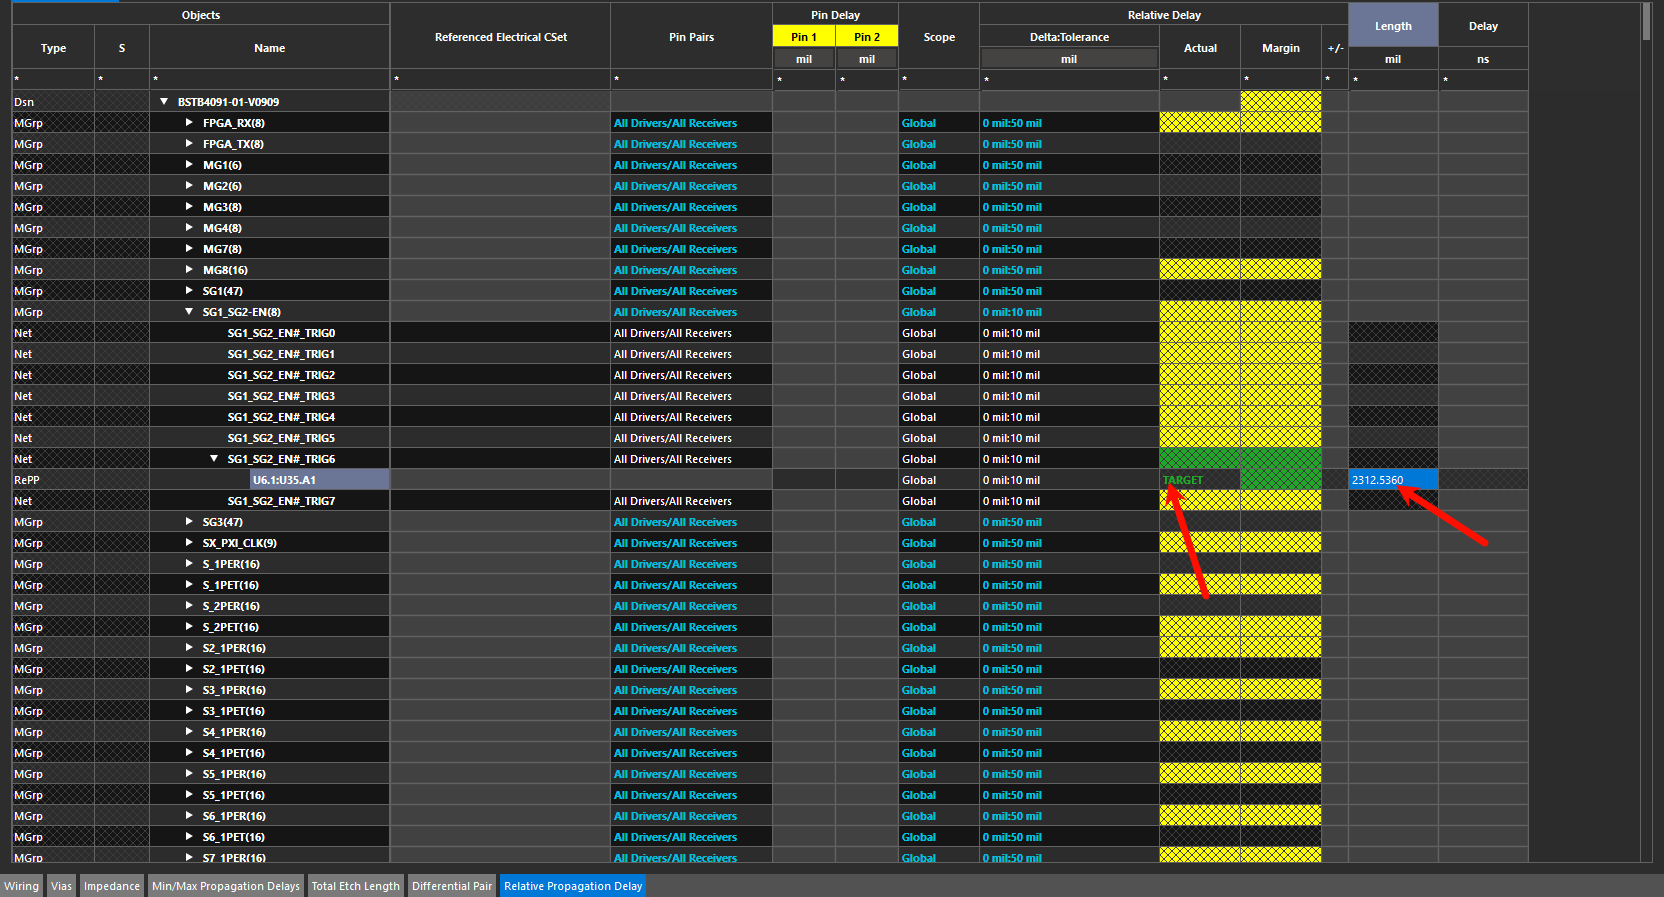 Objects Pin Delay Relative Delay
Type S Name Referenced Electrical CSet Pin Pairs Pin 1 Pin 2 Scope Delta:Tolerance Actual Margin +/- Length Delay
mil mil mil mil ns
* * * * * * * * * * * * * *
Dsn BSTB4091-01-V0909
MGrp FPGA_RX(8) All Drivers/All Receivers Global 0 mil:50 mil
MGrp FPGA_TX(8) All Drivers/All Receivers Global 0 mil:50 mil
MGrp MG1(6) All Drivers/All Receivers Global 0 mil:50 mil
MGrp MG2(6) All Drivers/All Receivers Global 0 mil:50 mil
MGrp MG3(8) All Drivers/All Receivers Global 0 mil:50 mil
MGrp MG4(8) All Drivers/All Receivers Global 0 mil:50 mil
MGrp MG7(8) All Drivers/All Receivers Global 0 mil:50 mil
MGrp MG8(16) All Drivers/All Receivers Global 0 mil:50 mil
MGrp SG1(47) All Drivers/All Receivers Global 0 mil:50 mil
MGrp SG1_SG2-EN(8) All Drivers/All Receivers Global 0 mil:10 mil
Net SG1_SG2_EN#_TRIG0 All Drivers/All Receivers Global 0 mil:10 mil
Net SG1_SG2_EN#_TRIG1 All Drivers/All Receivers Global 0 mil:10 mil
Net SG1_SG2_EN#_TRIG2 All Drivers/All Receivers Global 0 mil:10 mil
Net SG1_SG2_EN#_TRIG3 All Drivers/All Receivers Global 0 mil:10 mil
Net SG1_SG2_EN#_TRIG4 All Drivers/All Receivers Global 0 mil:10 mil
Net SG1_SG2_EN#_TRIG5 All Drivers/All Receivers Global 0 mil:10 mil
Net SG1_SG2_EN#_TRIG6 All Drivers/All Receivers Global 0 mil:10 mil
RePP U6.1:U35.A1 Global 0 mil:10 mil TARGET 2312.5360
Net SG1_SG2_EN#_TRIG7 All Drivers/All Receivers Global 0 mil:10 mil
MGrp SG3(47) All Drivers/All Receivers Global 0 mil:50 mil
MGrp SX_PXI_CLK(9) All Drivers/All Receivers Global 0 mil:50 mil
MGrp S_1PER(16) All Drivers/All Receivers Global 0 mil:50 mil
MGrp S_1PET(16) All Drivers/All Receivers Global 0 mil:50 mil
MGrp S_2PER(16) All Drivers/All Receivers Global 0 mil:50 mil
MGrp S_2PET(16) All Drivers/All Receivers Global 0 mil:50 mil
MGrp S2_1PER(16) All Drivers/All Receivers Global 0 mil:50 mil
MGrp S2_1PET(16) All Drivers/All Receivers Global 0 mil:50 mil
MGrp S3_1PER(16) All Drivers/All Receivers Global 0 mil:50 mil
MGrp S3_1PET(16) All Drivers/All Receivers Global 0 mil:50 mil
MGrp S4_1PER(16) All Drivers/All Receivers Global 0 mil:50 mil
MGrp S4_1PET(16) All Drivers/All Receivers Global 0 mil:50 mil
MGrp S5_1PER(16) All Drivers/All Receivers Global 0 mil:50 mil
MGrp S5_1PET(16) All Drivers/All Receivers Global 0 mil:50 mil
MGrp S6_1PER(16) All Drivers/All Receivers Global 0 mil:50 mil
MGrp S6_1PET(16) All Drivers/All Receivers Global 0 mil:50 mil
MGrp S7_1PER(16) All Drivers/All Receivers Global 0 mil:50 mil
Wiring Vias Impedance Min/Max Propagation Delays Total Etch Length Differential Pair Relative Propagation Delay